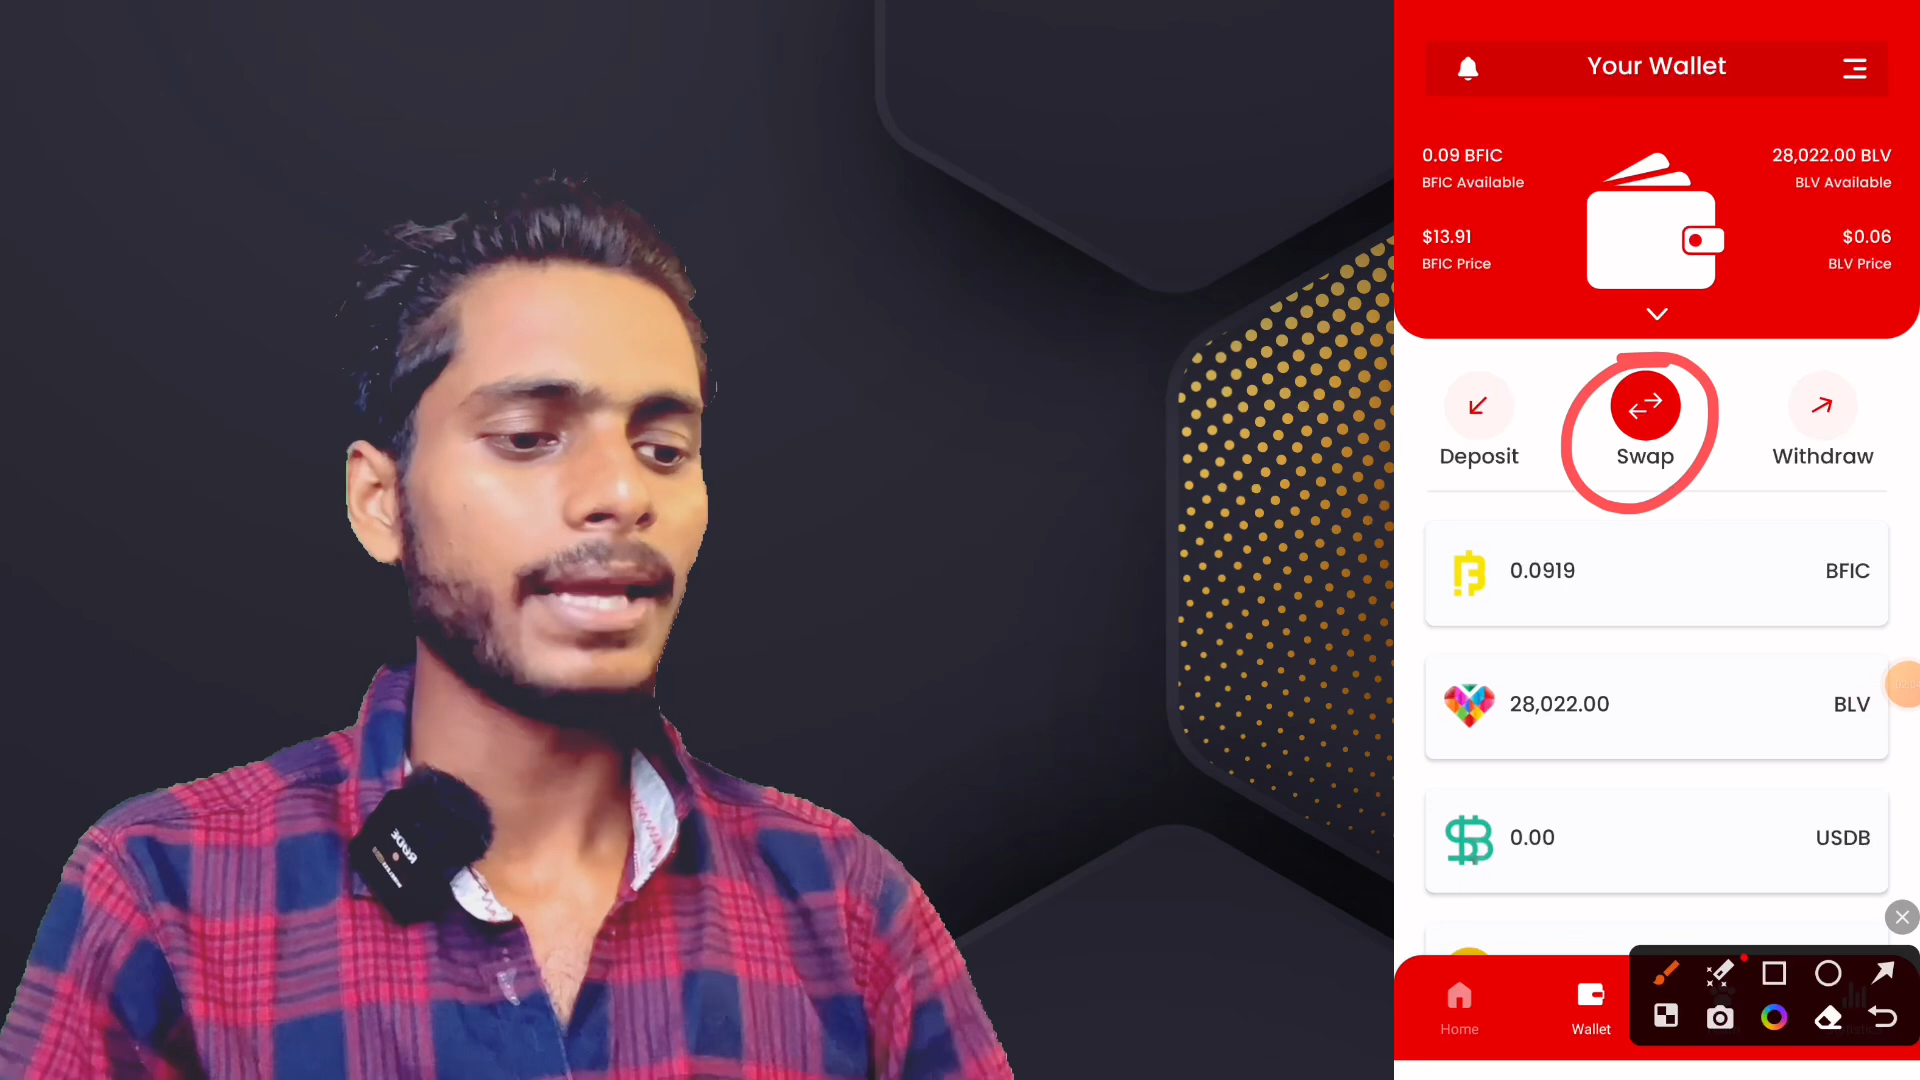 Your Wallet
0.09 BFIC
BFIC Available
28,022.00 BLV
BLV Available
$13.91
BFIC Price
$0.06
BLV Price
Deposit
Swap
Withdraw
0.0919 BFIC
28,022.00 BLV
0.00 USDB
Home
Wallet
RØDE